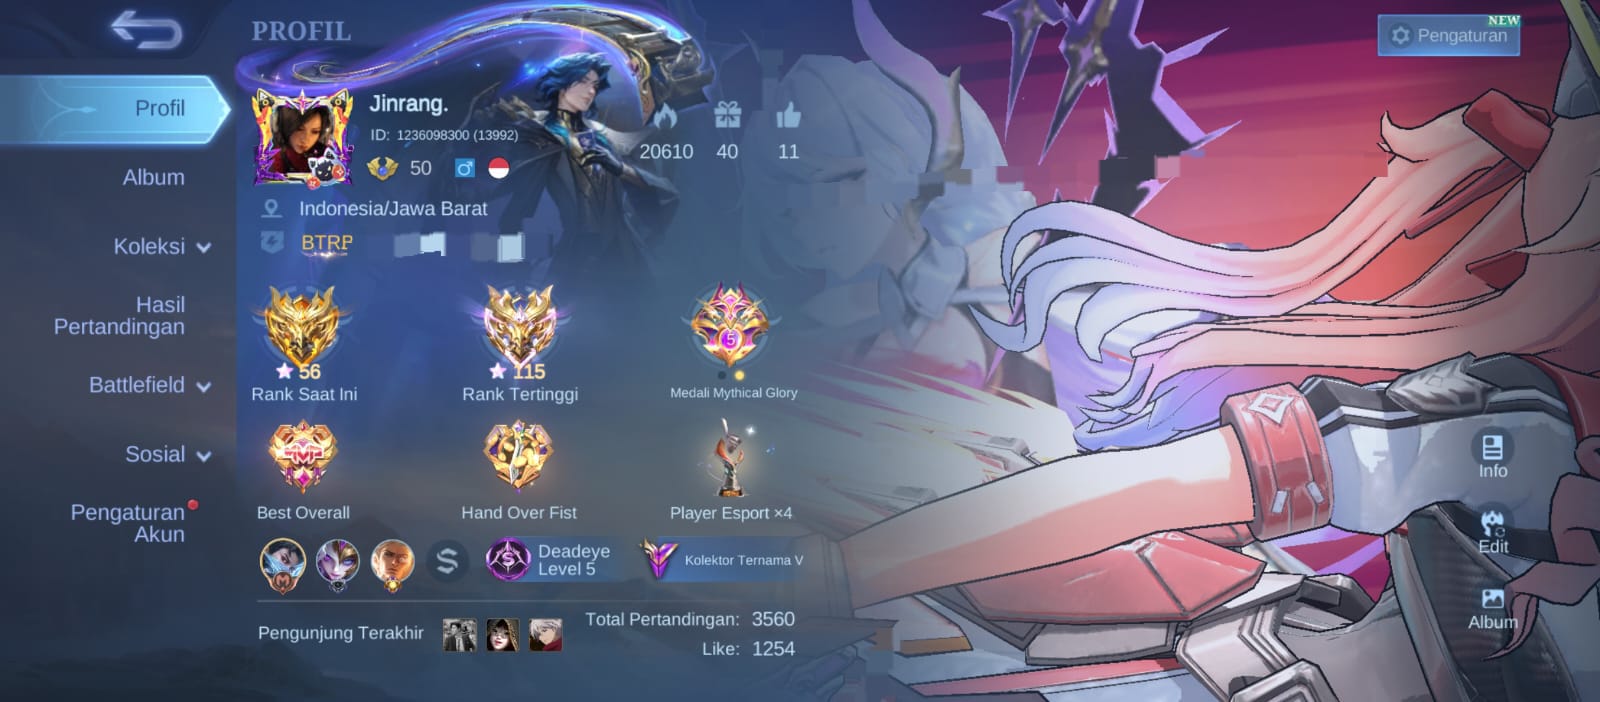 PROFIL
NEW
Pengaturan
Profil
Album
Koleksi
Hasil
Pertandingan
Battlefield
Sosial
Pengaturan
Akun
Jinrang.
ID: 1236098300 (13992)
50
20610
40
11
Indonesia/Jawa Barat
BTRP
56
Rank Saat Ini
115
Rank Tertinggi
5
Medali Mythical Glory
Best Overall
Hand Over Fist
Player Esport ×4
Deadeye
Level 5
Kolektor Ternama V
Pengunjung Terakhir
Total Pertandingan: 3560
Like: 1254
Info
Edit
Album